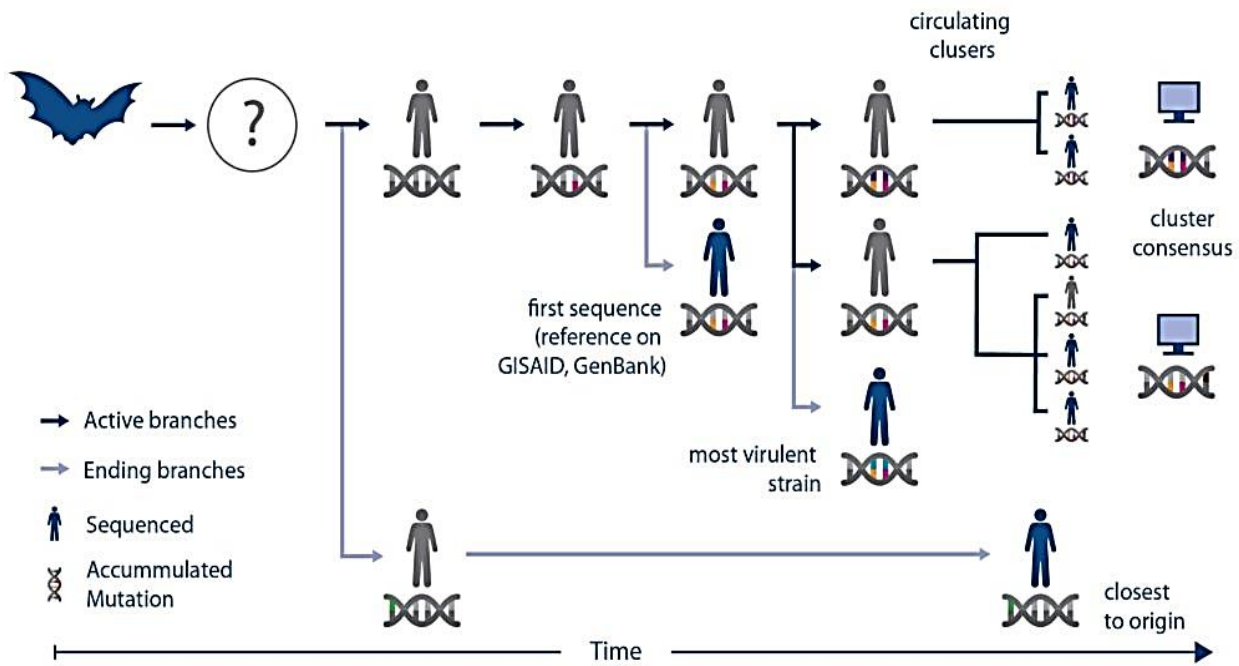 circulating
clusers
?
cluster
consensus
first sequence
(reference on
GISAID, GenBank)
most virulent
strain
Active branches
Ending branches
Sequenced
Accummulated
Mutation
closest
to origin
Time